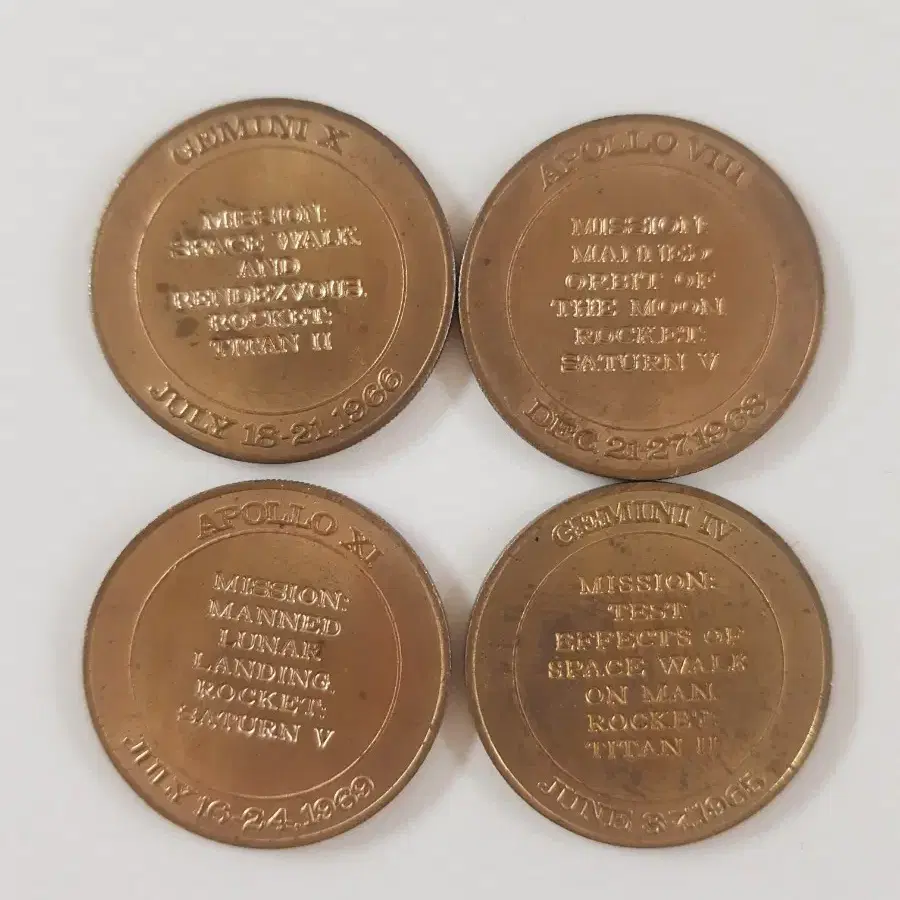 GEMINI X
MISSION:
SPACE WALK
AND
RENDEZVOUS.
ROCKET:
TITAN II
JULY 18-21, 1966
APOLLO VIII
MISSION:
MANNED
ORBIT OF
THE MOON
ROCKET:
SATURN V
DEC. 21-27, 1968
APOLLO XI
MISSION:
MANNED
LUNAR
LANDING.
ROCKET:
SATURN V
JULY 16-24, 1969
GEMINI IV
MISSION:
TEST
EFFECTS OF
SPACE WALK
ON MAN
ROCKET:
TITAN II
JUNE 3-7, 1965